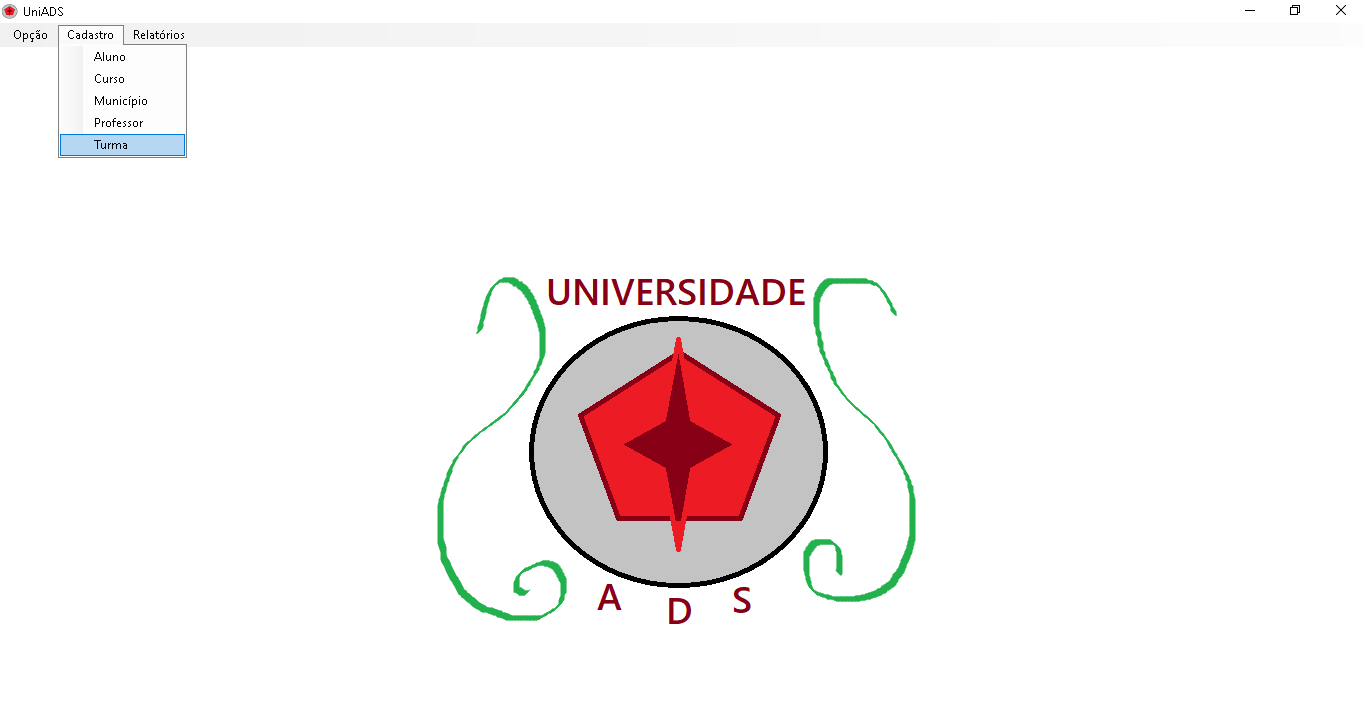 UniADS
Opção Cadastro Relatórios
Aluno
Curso
Município
Professor
Turma
UNIVERSIDADE
A D S